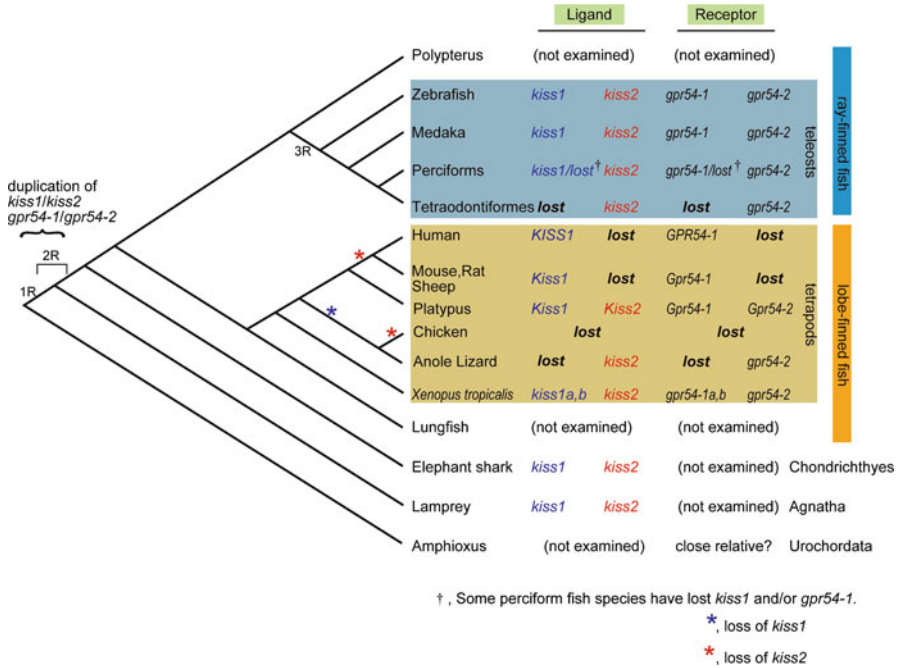 Ligand Receptor
Polypterus (not examined) (not examined)
Zebrafish kiss1 kiss2 gpr54-1 gpr54-2
Medaka kiss1 kiss2 gpr54-1 gpr54-2
3R
Perciforms kiss1/lost† kiss2 gpr54-1/lost† gpr54-2
Tetraodontiformes lost kiss2 lost gpr54-2
teleosts
ray-finned fish
duplication of
kiss1/kiss2
gpr54-1/gpr54-2
2R
1R
*
Human KISS1 lost GPR54-1 lost
Mouse,Rat
Sheep Kiss1 lost Gpr54-1 lost
*
Platypus Kiss1 Kiss2 Gpr54-1 Gpr54-2
*
Chicken lost lost
Anole Lizard lost kiss2 lost gpr54-2
Xenopus tropicalis kiss1a,b kiss2 gpr54-1a,b gpr54-2
tetrapods
lobe-finned fish
Lungfish (not examined) (not examined)
Elephant shark kiss1 kiss2 (not examined) Chondrichthyes
Lamprey kiss1 kiss2 (not examined) Agnatha
Amphioxus (not examined) close relative? Urochordata
† , Some perciform fish species have lost kiss1 and/or gpr54-1.
*, loss of kiss1
*, loss of kiss2